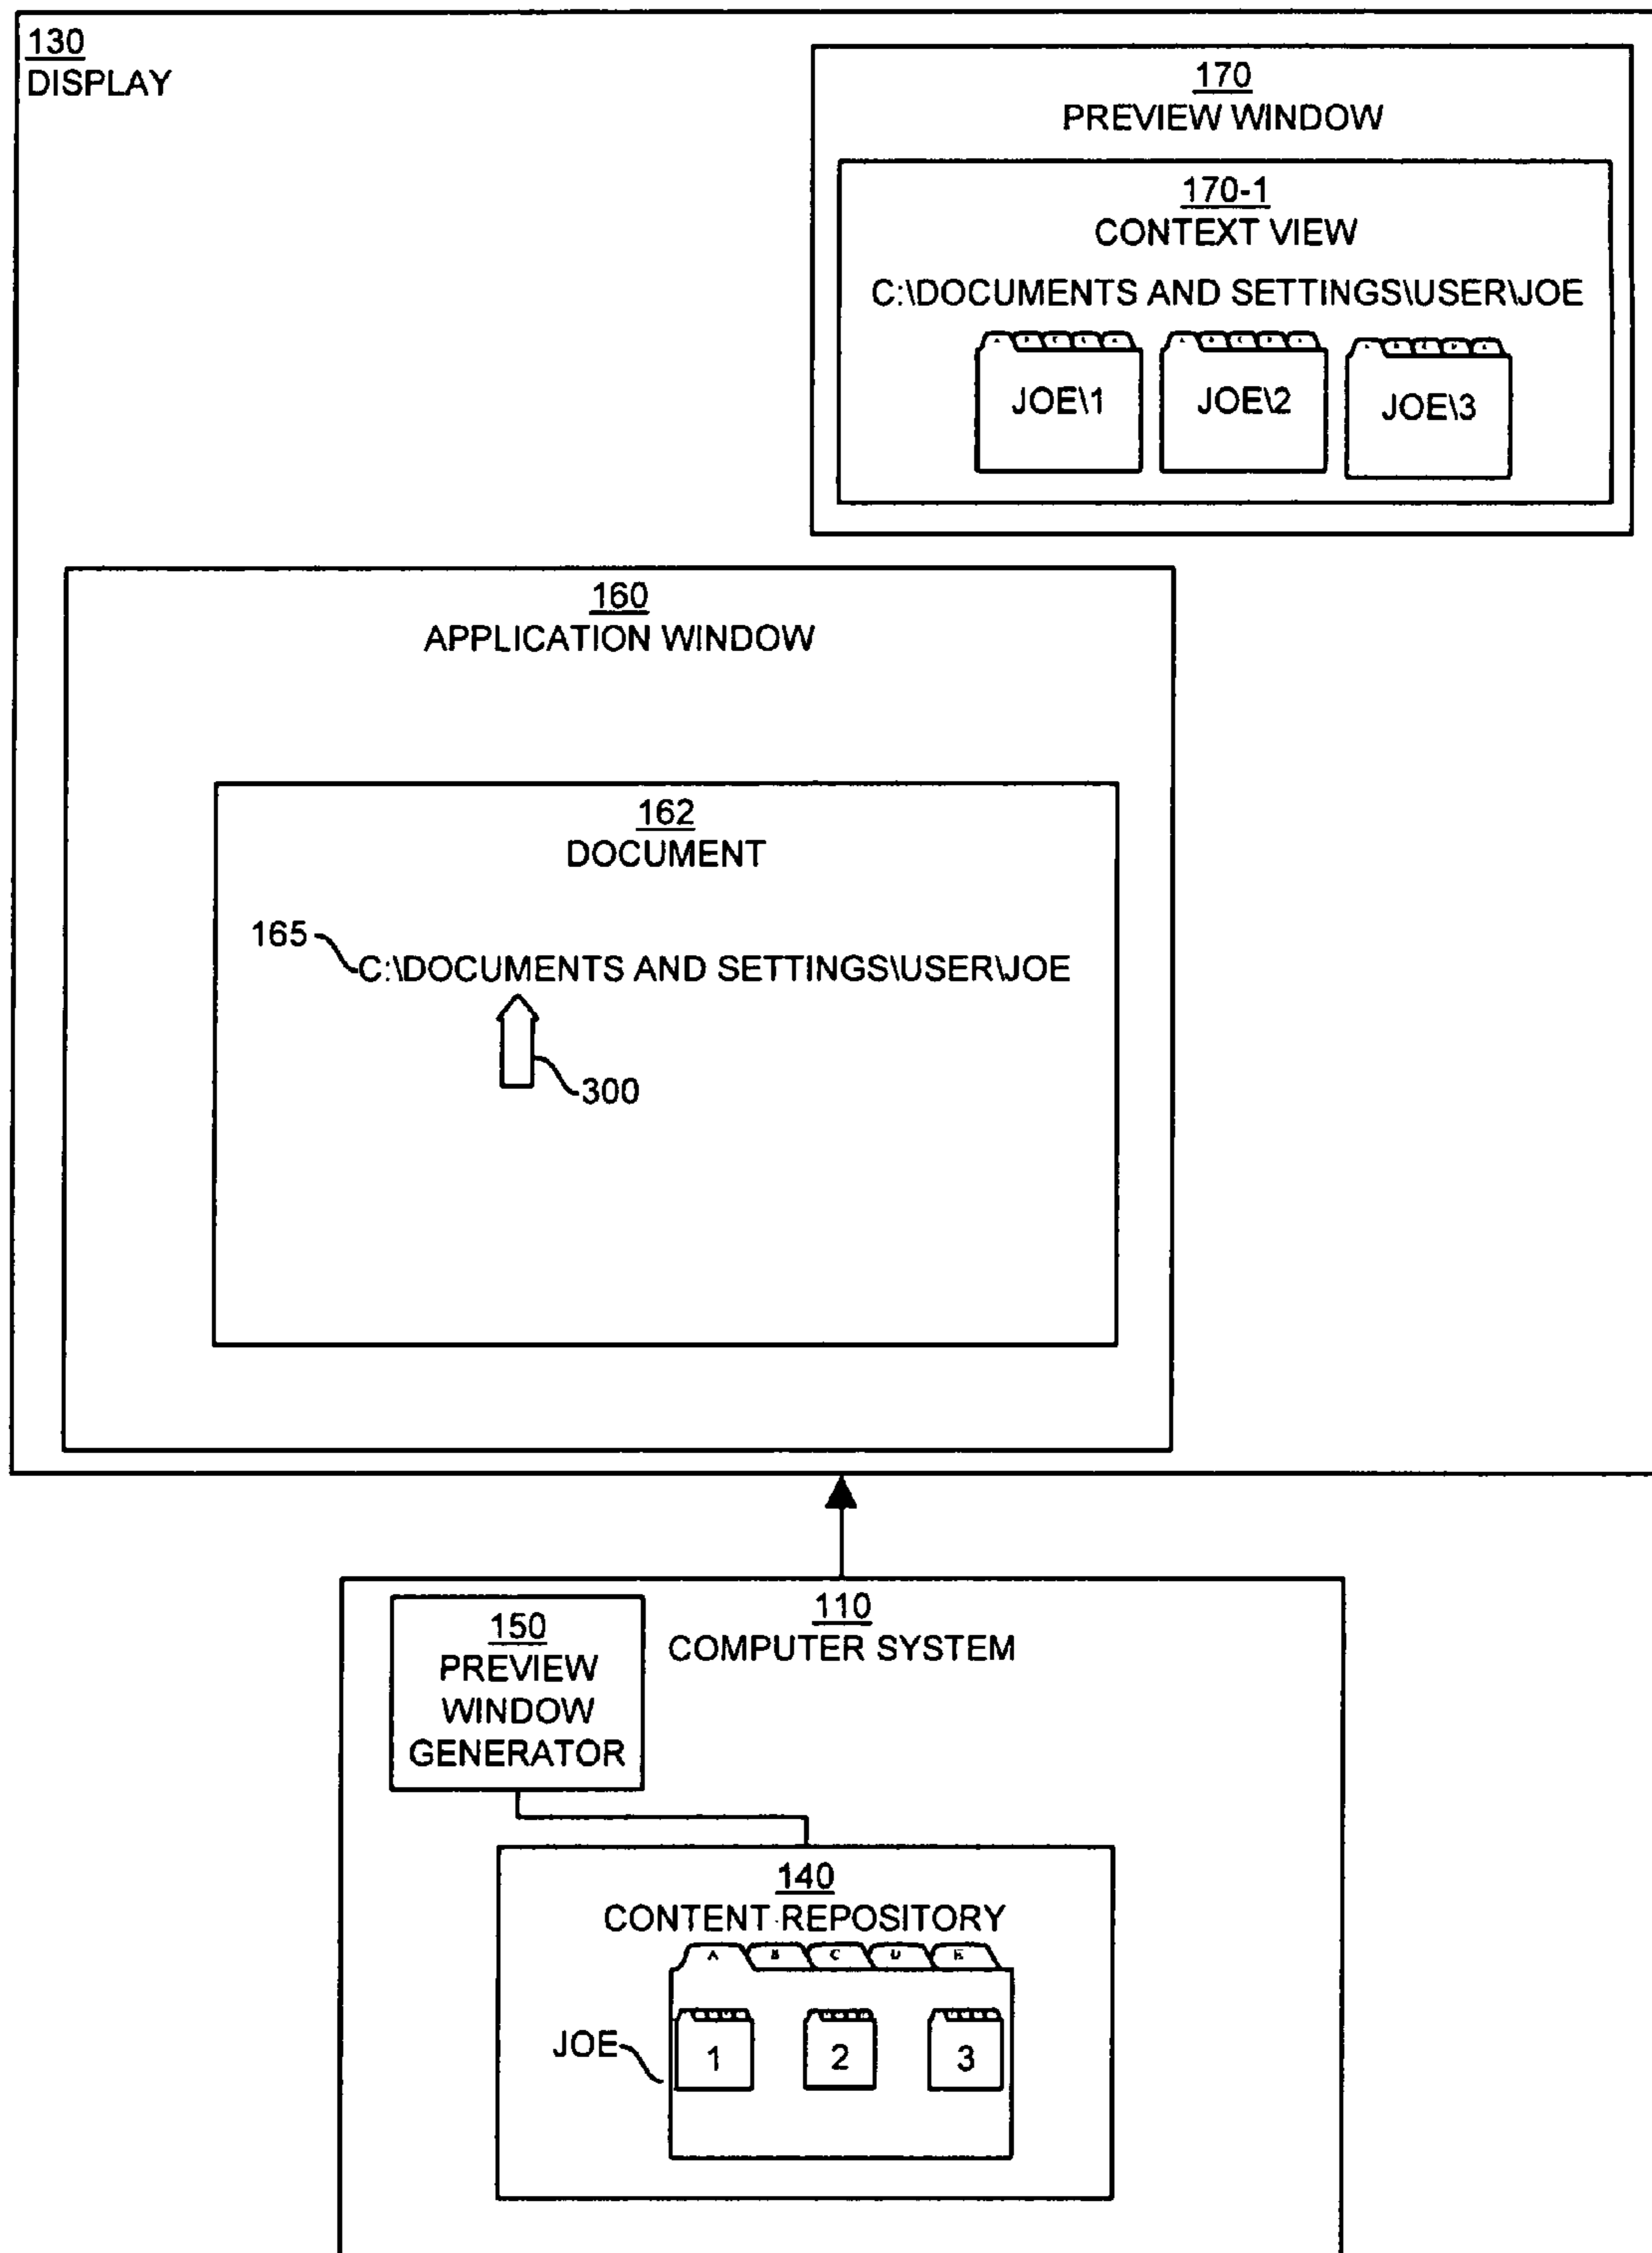 130
DISPLAY
170
PREVIEW WINDOW
170-1
CONTEXT VIEW
C:\DOCUMENTS AND SETTINGS\USER\JOE
JOE\1 JOE\2 JOE\3
160
APPLICATION WINDOW
162
DOCUMENT
165
C:\DOCUMENTS AND SETTINGS\USER\JOE
300
110
COMPUTER SYSTEM
150
PREVIEW
WINDOW
GENERATOR
140
CONTENT REPOSITORY
A B C D E
JOE
1 2 3